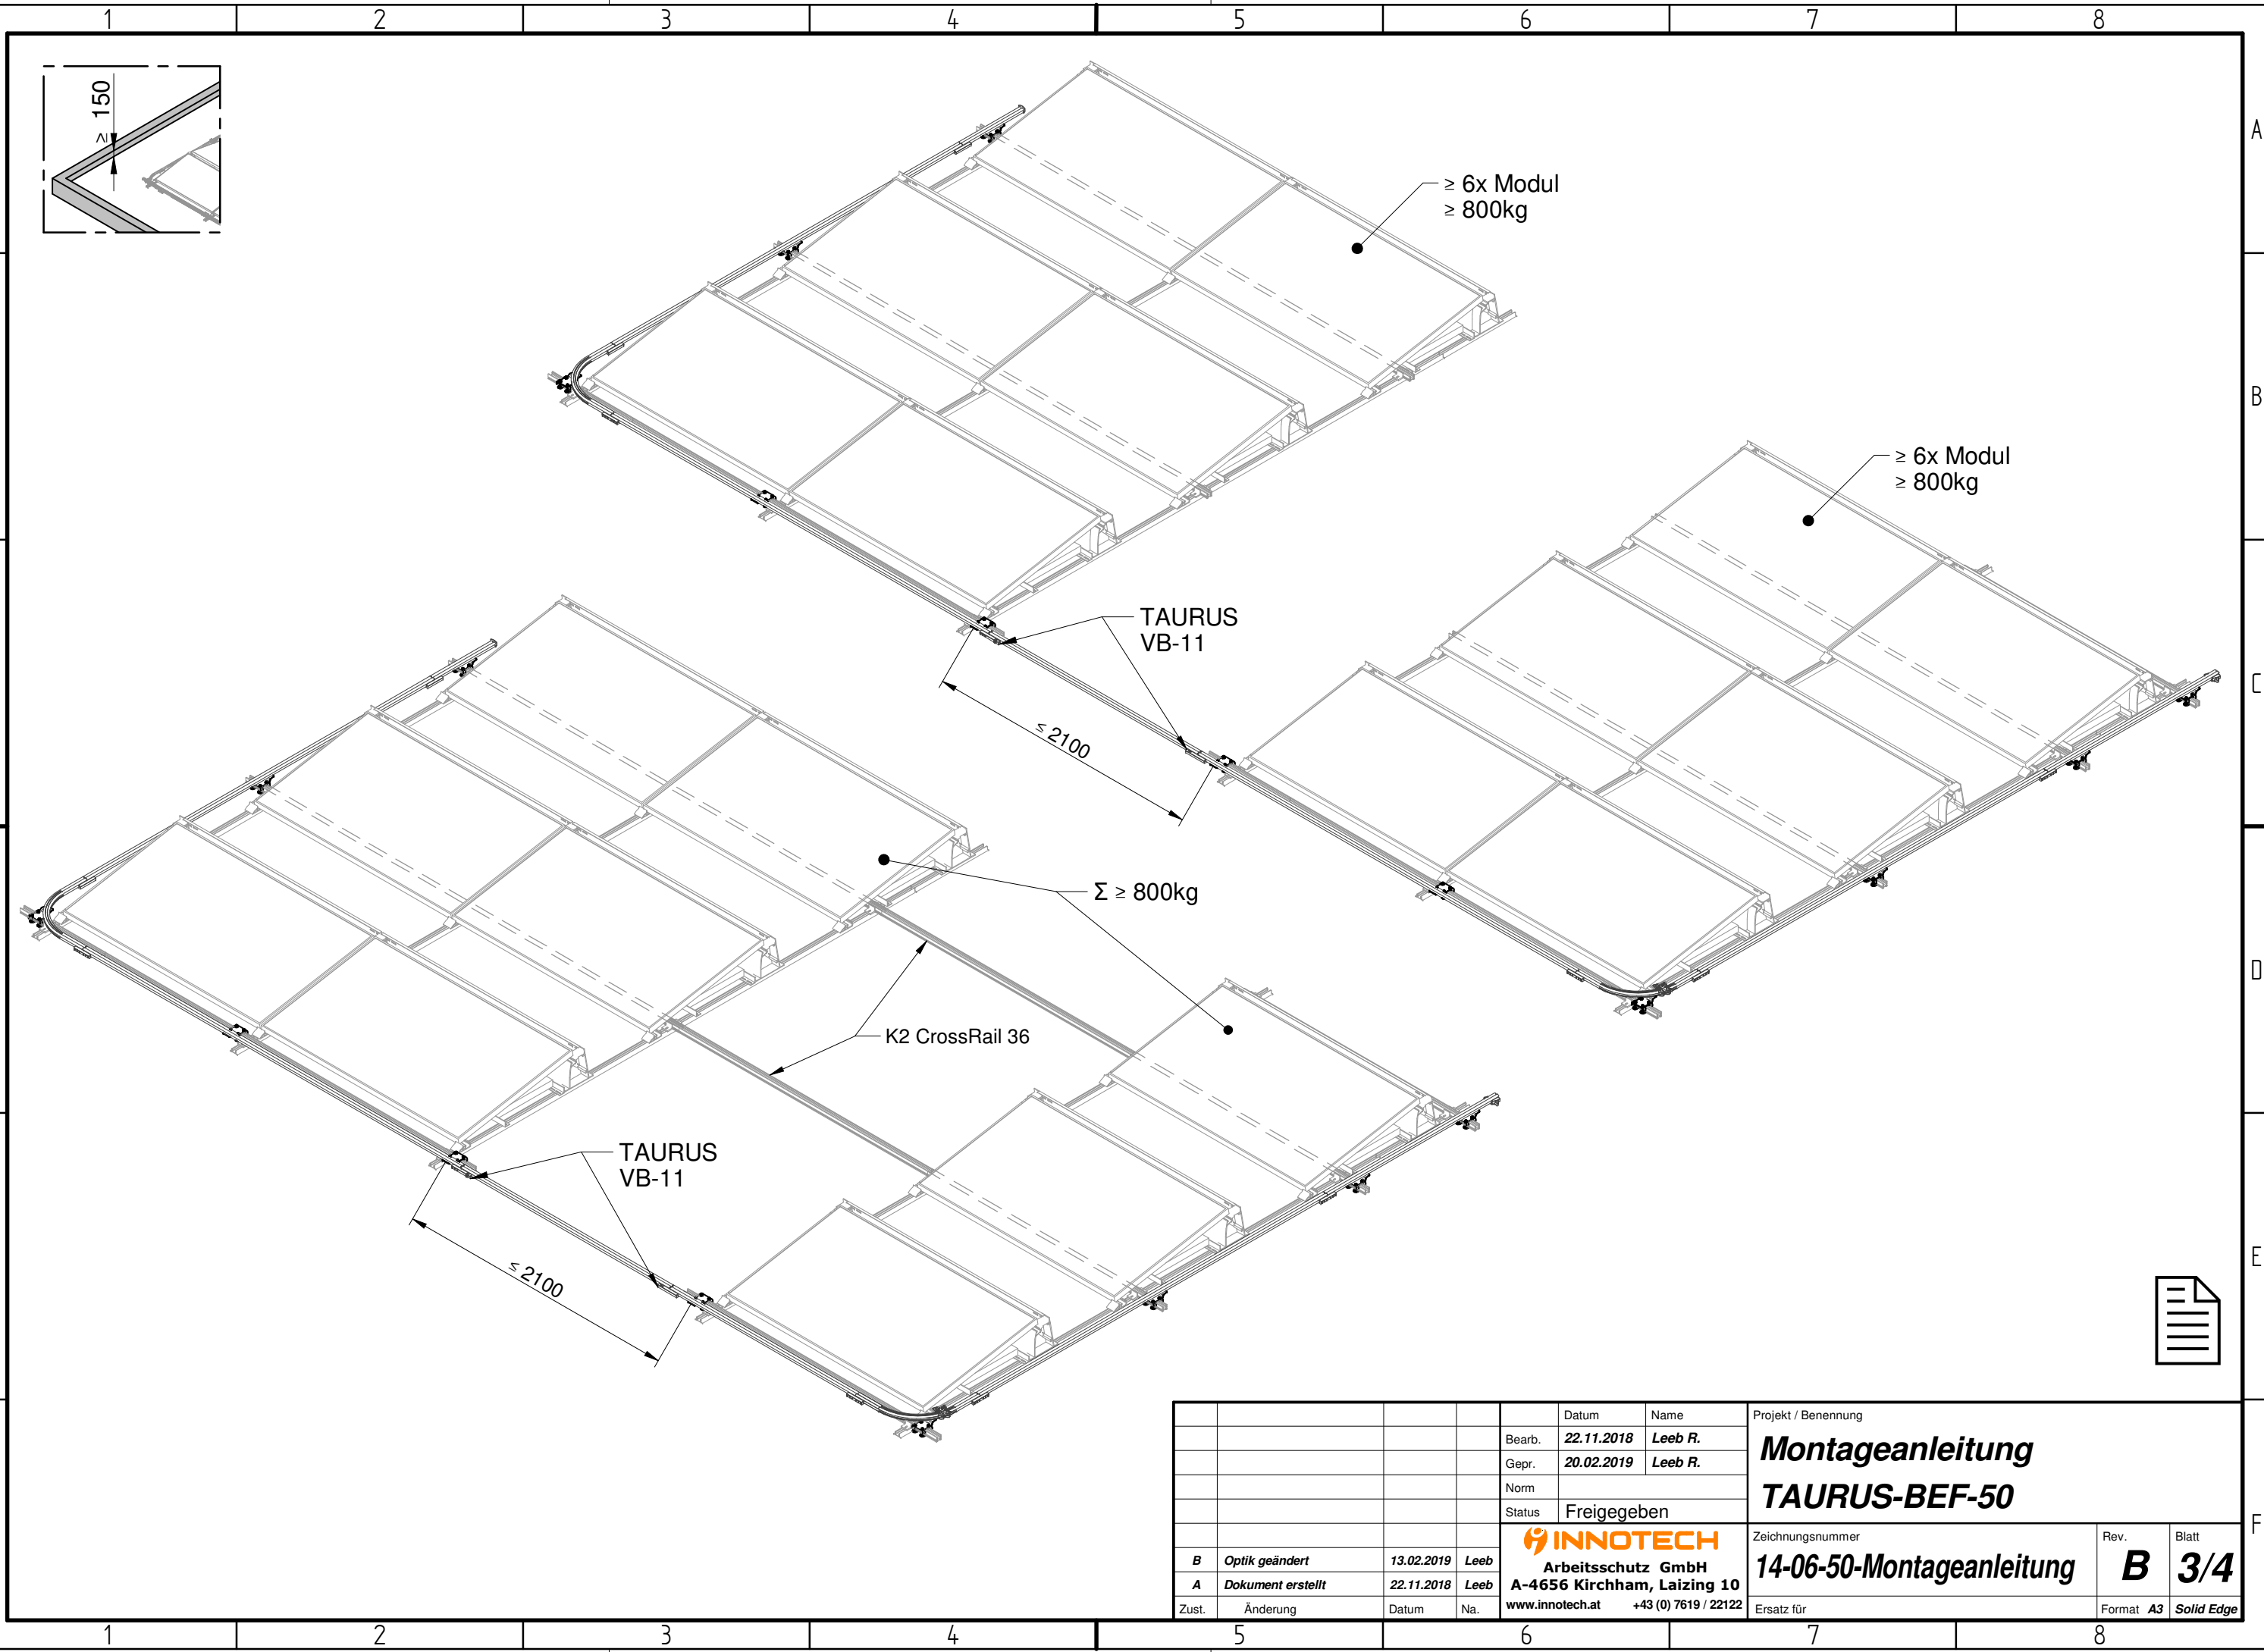 1 2 3 4 5 6 7 8
A
B
C
D
E
F
≥ 150
≥ 6x Modul
≥ 800kg
≥ 6x Modul
≥ 800kg
TAURUS
VB-11
≤ 2100
Σ ≥ 800kg
K2 CrossRail 36
TAURUS
VB-11
≤ 2100
Datum Name
Bearb. 22.11.2018 Leeb R.
Gepr. 20.02.2019 Leeb R.
Norm
Status Freigegeben
Projekt / Benennung
Montageanleitung
TAURUS-BEF-50
B Optik geändert 13.02.2019 Leeb
A Dokument erstellt 22.11.2018 Leeb
Zust. Änderung Datum Na.
INNOTECH
Arbeitsschutz GmbH
A-4656 Kirchham, Laizing 10
www.innotech.at +43 (0) 7619 / 22122
Zeichnungsnummer
14-06-50-Montageanleitung
Rev.
B
Blatt
3/4
Ersatz für
Format A3 Solid Edge
1 2 3 4 5 6 7 8